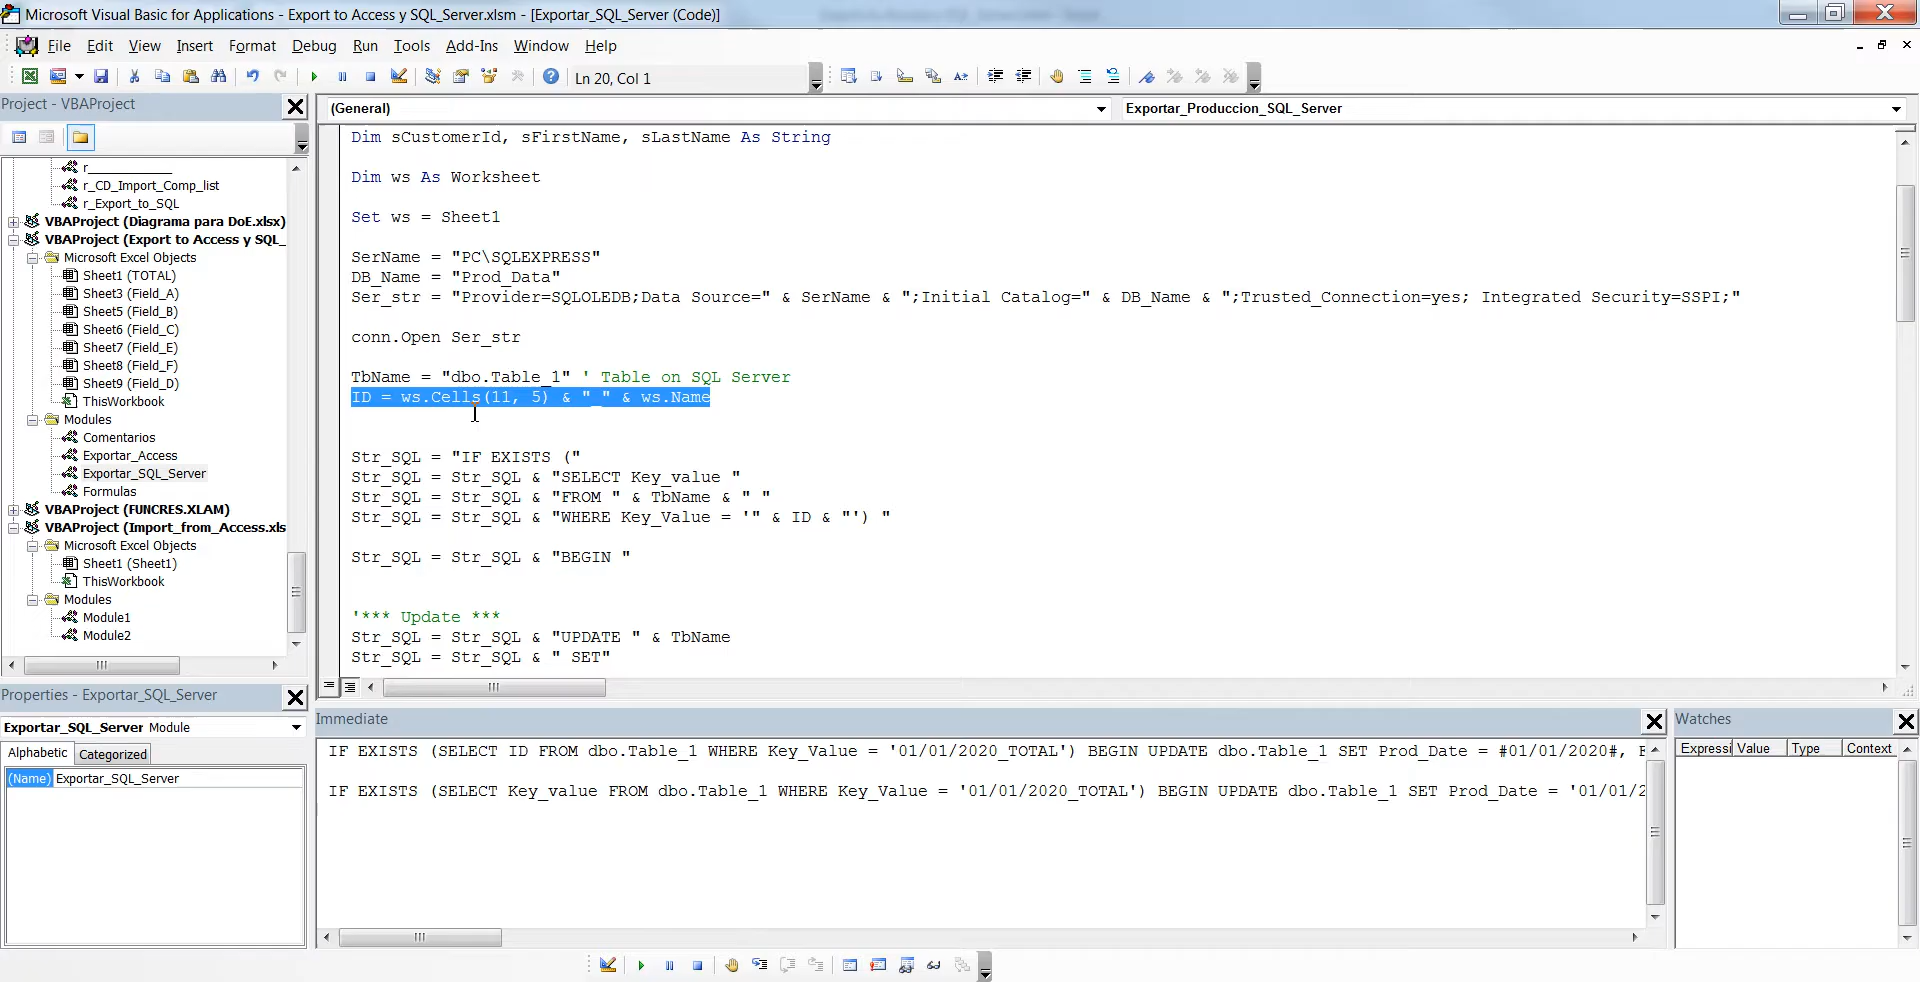 Microsoft Visual Basic for Applications - Export to Access y SQL_Server.xlsm - [Exportar_SQL_Server (Code)]
File Edit View Insert Format Debug Run Tools Add-Ins Window Help
Ln 20, Col 1
Project - VBAProject
r_____________
r_CD_Import_Comp_list
r_Export_to_SQL
VBAProject (Diagrama para DoE.xlsx)
VBAProject (Export to Access y SQL_
Microsoft Excel Objects
Sheet1 (TOTAL)
Sheet3 (Field_A)
Sheet5 (Field_B)
Sheet6 (Field_C)
Sheet7 (Field_E)
Sheet8 (Field_F)
Sheet9 (Field_D)
ThisWorkbook
Modules
Comentarios
Exportar_Access
Exportar_SQL_Server
Formulas
VBAProject (FUNCRES.XLAM)
VBAProject (Import_from_Access.xls
Microsoft Excel Objects
Sheet1 (Sheet1)
ThisWorkbook
Modules
Module1
Module2
Properties - Exportar_SQL_Server
Exportar_SQL_Server Module
Alphabetic Categorized
(Name) Exportar_SQL_Server
(General) Exportar_Produccion_SQL_Server
Dim sCustomerId, sFirstName, sLastName As String
Dim ws As Worksheet
Set ws = Sheet1
SerName = "PC\SQLEXPRESS"
DB_Name = "Prod_Data"
Ser_str = "Provider=SQLOLEDB;Data Source=" & SerName & ";Initial Catalog=" & DB_Name & ";Trusted_Connection=yes; Integrated Security=SSPI;"
conn.Open Ser_str
TbName = "dbo.Table_1" ' Table on SQL Server
ID = ws.Cells(11, 5) & "_" & ws.Name
Str_SQL = "IF EXISTS ("
Str_SQL = Str_SQL & "SELECT Key_value "
Str_SQL = Str_SQL & "FROM " & TbName & " "
Str_SQL = Str_SQL & "WHERE Key_Value = '" & ID & "') "
Str_SQL = Str_SQL & "BEGIN "
'*** Update ***
Str_SQL = Str_SQL & "UPDATE " & TbName
Str_SQL = Str_SQL & " SET"
Immediate
IF EXISTS (SELECT ID FROM dbo.Table_1 WHERE Key_Value = '01/01/2020_TOTAL') BEGIN UPDATE dbo.Table_1 SET Prod_Date = #01/01/2020#,
IF EXISTS (SELECT Key_value FROM dbo.Table_1 WHERE Key_Value = '01/01/2020_TOTAL') BEGIN UPDATE dbo.Table_1 SET Prod_Date = '01/01/2
Watches
Expressi Value Type Context